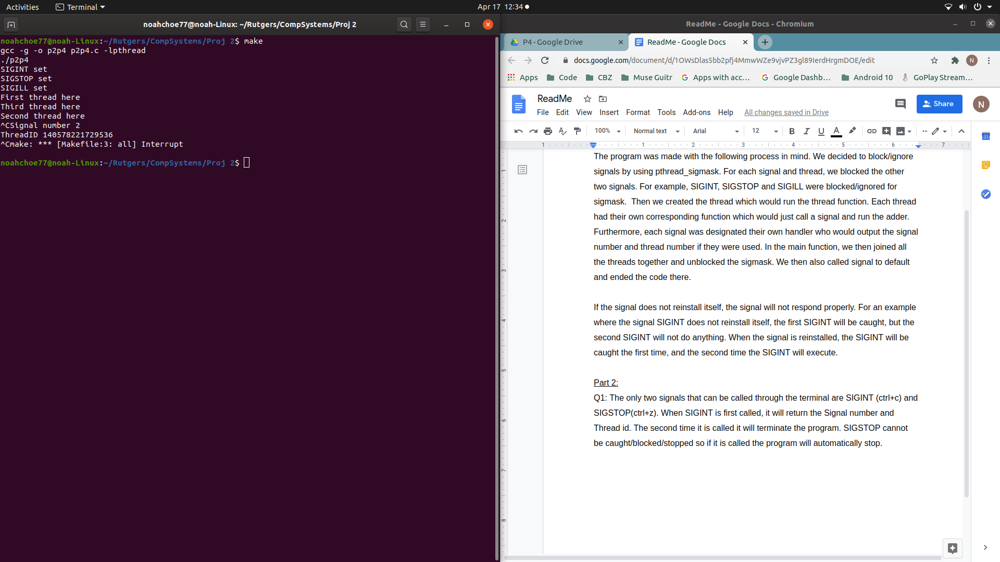 Activities
Terminal
Apr 17 12:34
noahchoe77@noah-Linux: ~/Rutgers/CompSystems/Proj 2
noahchoe77@noah-Linux:~/Rutgers/CompSystems/Proj 2$ make
gcc -g -o p2p4 p2p4.c -lpthread
./p2p4
SIGINT set
SIGSTOP set
SIGILL set
First thread here
Third thread here
Second thread here
^CSignal number 2
ThreadID 140578221729536
^Cmake: *** [Makefile:3: all] Interrupt
noahchoe77@noah-Linux:~/Rutgers/CompSystems/Proj 2$
ReadMe - Google Docs - Chromium
P4 - Google Drive
ReadMe - Google Docs
docs.google.com/document/d/1OWsDlas5bb2pfj4MmwWZe9vjvPZ3gl89IerdHrgmDOE/edit
N
Apps Code CBZ Muse Guitr Apps with acc... Google Dashb... Android 10 GoPlay Stream...
ReadMe
File Edit View Insert Format Tools Add-ons Help All changes saved in Drive
Share
N
100% Normal text Arial 12 B I U A
31
1 1 2 3 4 5 6 7
1
2
3
4
5
6
7
8
The program was made with the following process in mind. We decided to block/ignore
signals by using pthread_sigmask. For each signal and thread, we blocked the other
two signals. For example, SIGINT, SIGSTOP and SIGILL were blocked/ignored for
sigmask.  Then we created the thread which would run the thread function. Each thread
had their own corresponding function which would just call a signal and run the adder.
Furthermore, each signal was designated their own handler who would output the signal
number and thread number if they were used. In the main function, we then joined all
the threads together and unblocked the sigmask. We then also called signal to default
and ended the code there.
If the signal does not reinstall itself, the signal will not respond properly. For an example
where the signal SIGINT does not reinstall itself, the first SIGINT will be caught, but the
second SIGINT will not do anything. When the signal is reinstalled, the SIGINT will be
caught the first time, and the second time the SIGINT will execute.
Part 2:
Q1: The only two signals that can be called through the terminal are SIGINT (ctrl+c) and
SIGSTOP(ctrl+z). When SIGINT is first called, it will return the Signal number and
Thread id. The second time it is called it will terminate the program. SIGSTOP cannot
be caught/blocked/stopped so if it is called the program will automatically stop.